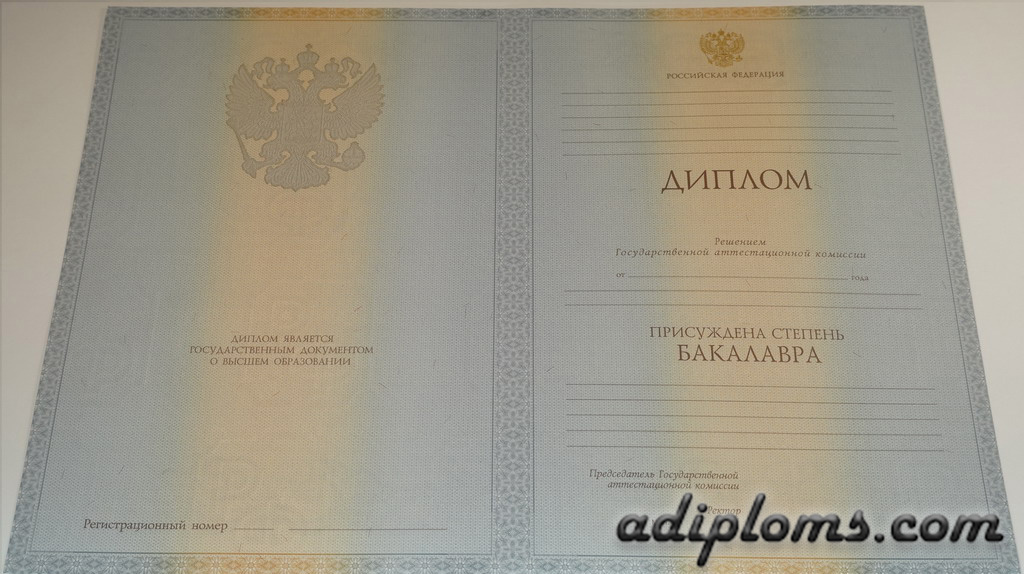 ДИПЛОМ ЯВЛЯЕТСЯ
ГОСУДАРСТВЕННЫМ ДОКУМЕНТОМ
О ВЫСШЕМ ОБРАЗОВАНИИ
Регистрационный номер
РОССИЙСКАЯ ФЕДЕРАЦИЯ
ДИПЛОМ
Решением
Государственной аттестационной комиссии
от года
ПРИСУЖДЕНА СТЕПЕНЬ
БАКАЛАВРА
Председатель Государственной
аттестационной комиссии
Ректор
adiploms.com